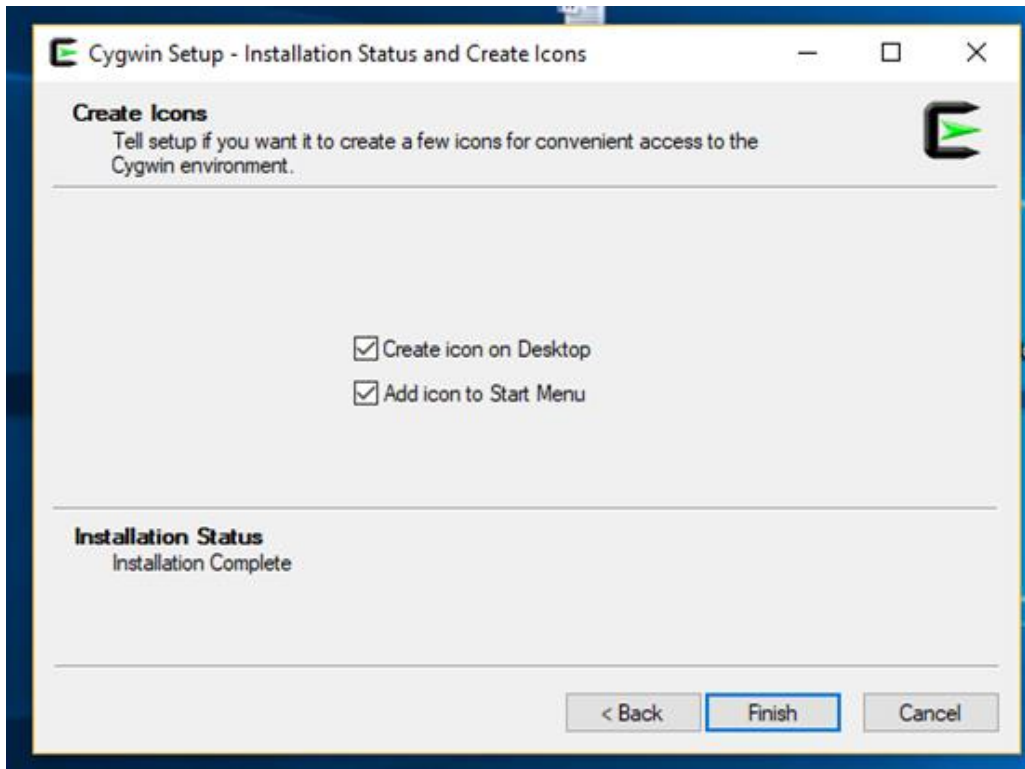 Cygwin Setup - Installation Status and Create Icons
Create Icons
Tell setup if you want it to create a few icons for convenient access to the
Cygwin environment.
Create icon on Desktop
Add icon to Start Menu
Installation Status
Installation Complete
< Back
Finish
Cancel